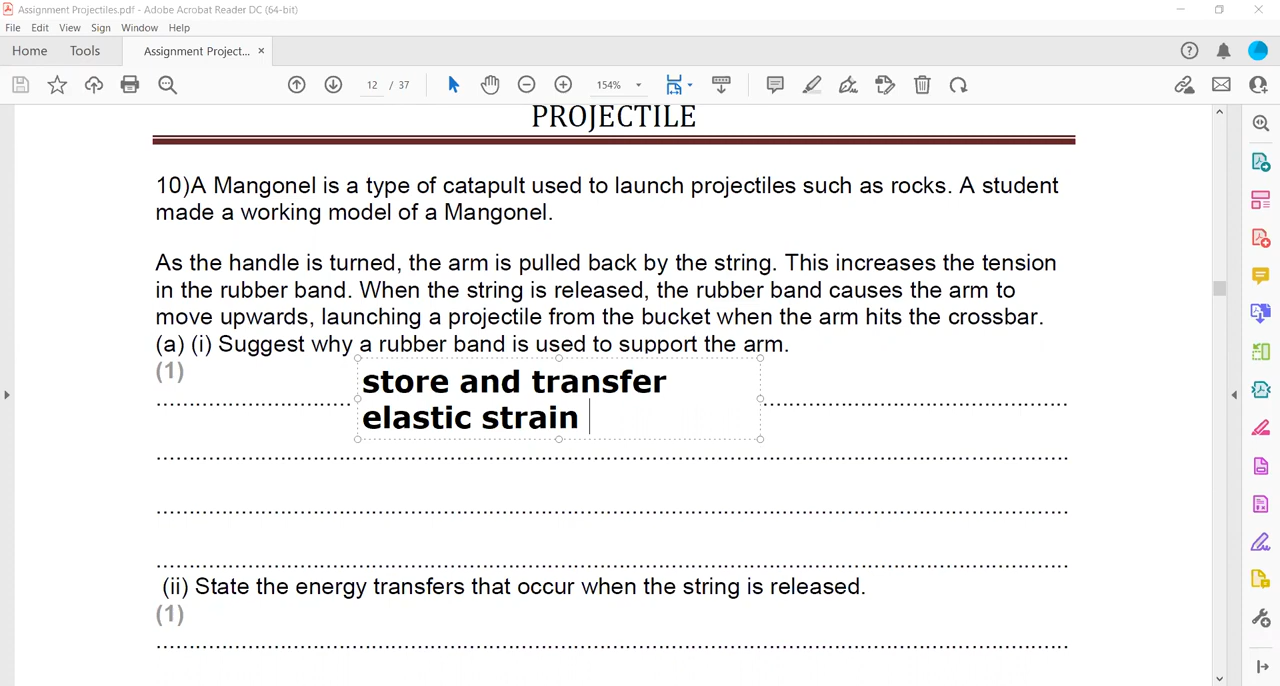 Assignment Projectiles.pdf - Adobe Acrobat Reader DC (64-bit)
File Edit View Sign Window Help
Home Tools Assignment Project... ×
12 / 37 154%
PROJECTILE
10)A Mangonel is a type of catapult used to launch projectiles such as rocks. A student
made a working model of a Mangonel.
As the handle is turned, the arm is pulled back by the string. This increases the tension
in the rubber band. When the string is released, the rubber band causes the arm to
move upwards, launching a projectile from the bucket when the arm hits the crossbar.
(a) (i) Suggest why a rubber band is used to support the arm.
(1)
store and transfer
elastic strain
(ii) State the energy transfers that occur when the string is released.
(1)